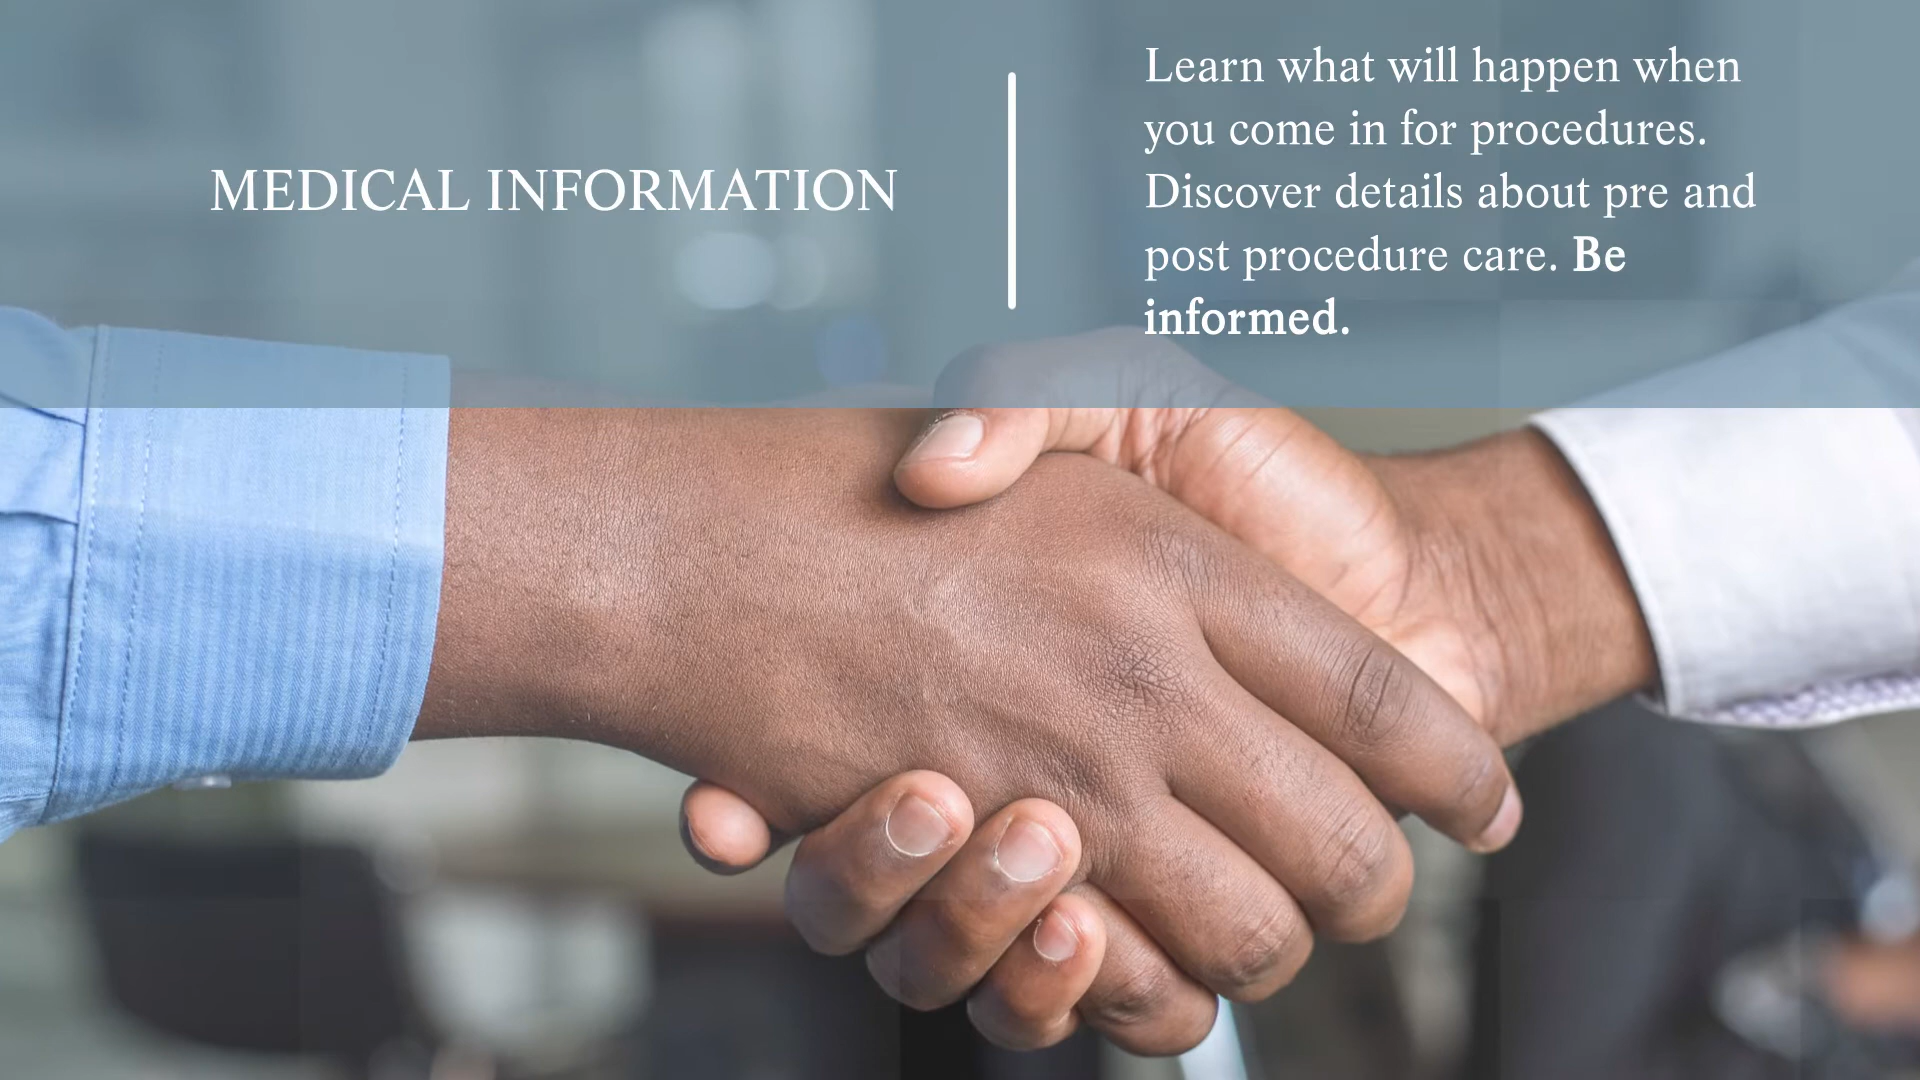 MEDICAL INFORMATION
Learn what will happen when
you come in for procedures.
Discover details about pre and
post procedure care. Be
informed.